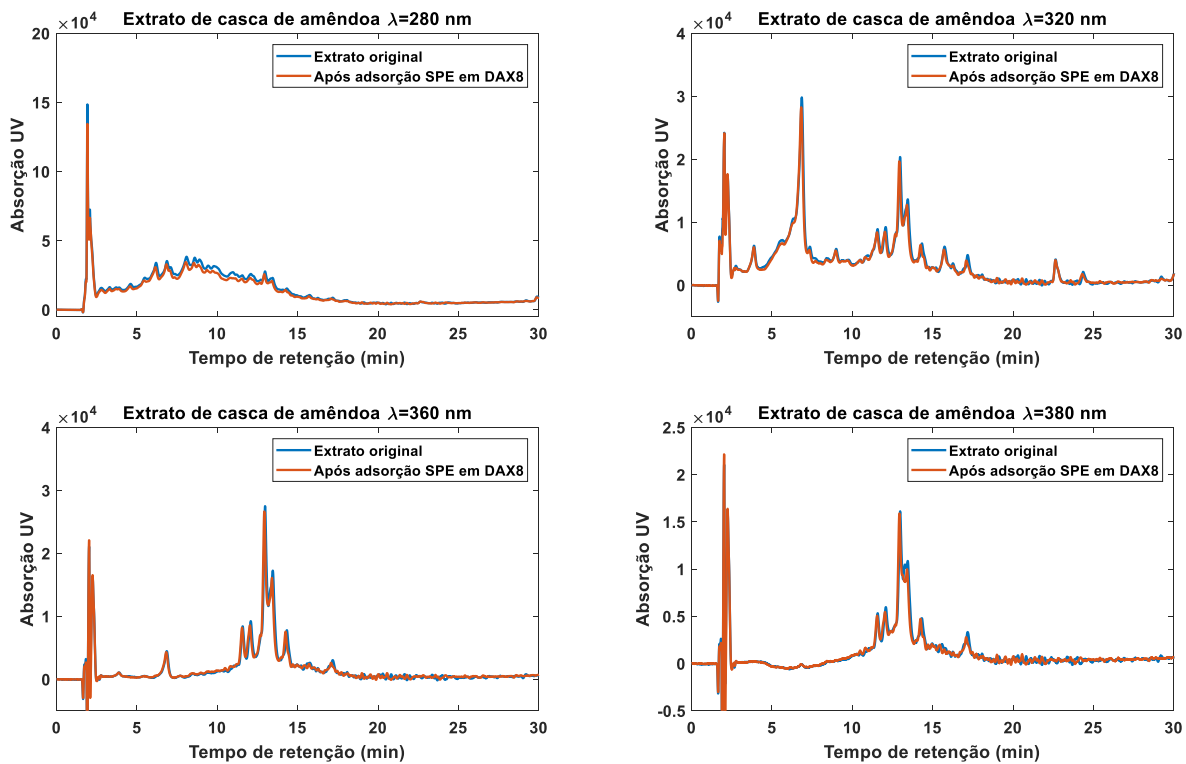 ×10⁴
Extrato de casca de amêndoa λ=280 nm
20
15
10
5
0
Absorção UV
Extrato original
Após adsorção SPE em DAX8
0 5 10 15 20 25 30
Tempo de retenção (min)
×10⁴
Extrato de casca de amêndoa λ=320 nm
4
3
2
1
0
Absorção UV
Extrato original
Após adsorção SPE em DAX8
0 5 10 15 20 25 30
Tempo de retenção (min)
×10⁴
Extrato de casca de amêndoa λ=360 nm
4
3
2
1
0
Absorção UV
Extrato original
Após adsorção SPE em DAX8
0 5 10 15 20 25 30
Tempo de retenção (min)
×10⁴
Extrato de casca de amêndoa λ=380 nm
2.5
2
1.5
1
0.5
0
-0.5
Absorção UV
Extrato original
Após adsorção SPE em DAX8
0 5 10 15 20 25 30
Tempo de retenção (min)